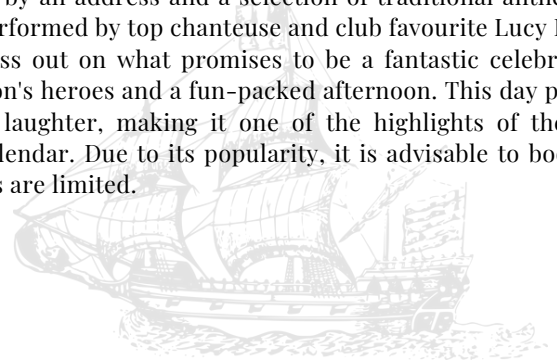 by an address and a selection of traditional
rformed by top chanteuse and club favourite Lucy
ss out on what promises to be a fantastic celebr
on's heroes and a fun-packed afternoon. This day p
laughter, making it one of the highlights of the
lendar. Due to its popularity, it is advisable to bo
s are limited.